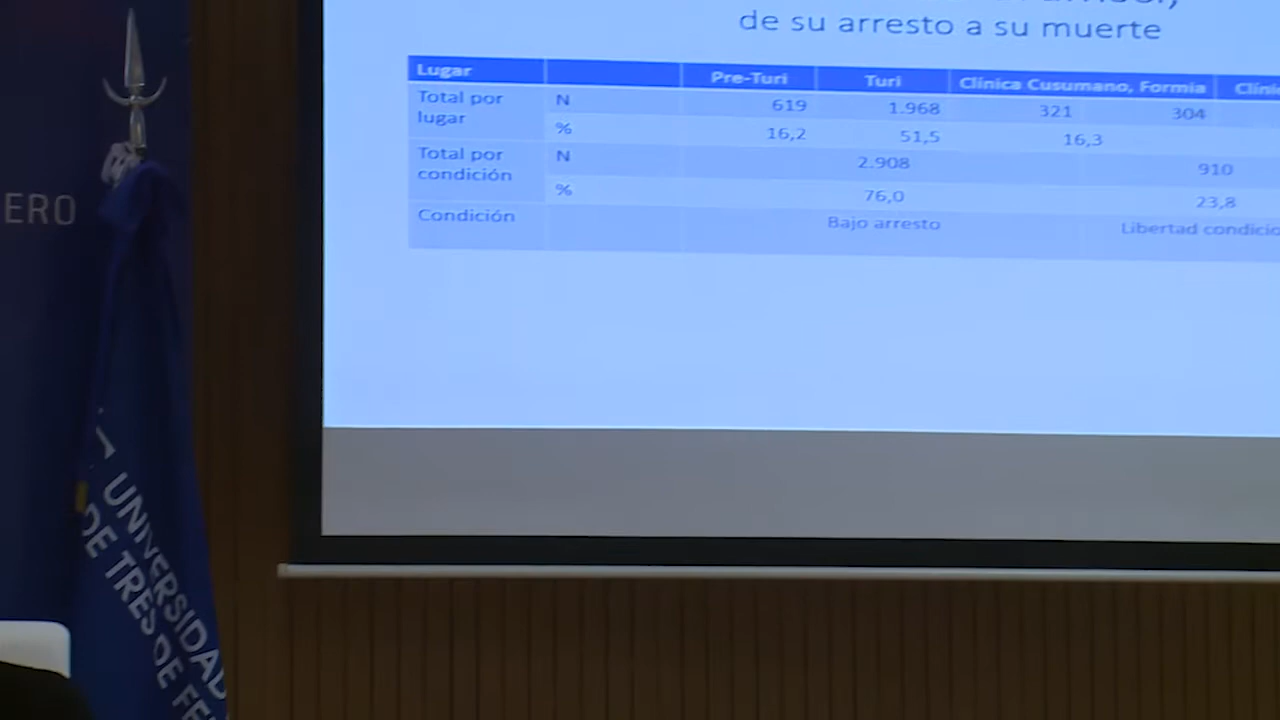 de su arresto a su muerte
Lugar Pre-Turi Turi Clínica Cusumano, Formia
Total por lugar N 619 1.968 321 304
% 16,2 51,5 16,3
Total por condición N 2.908 910
% 76,0 23,8
Condición Bajo arresto Libertad
ERO
UNIVERSIDAD
DE TRES DE